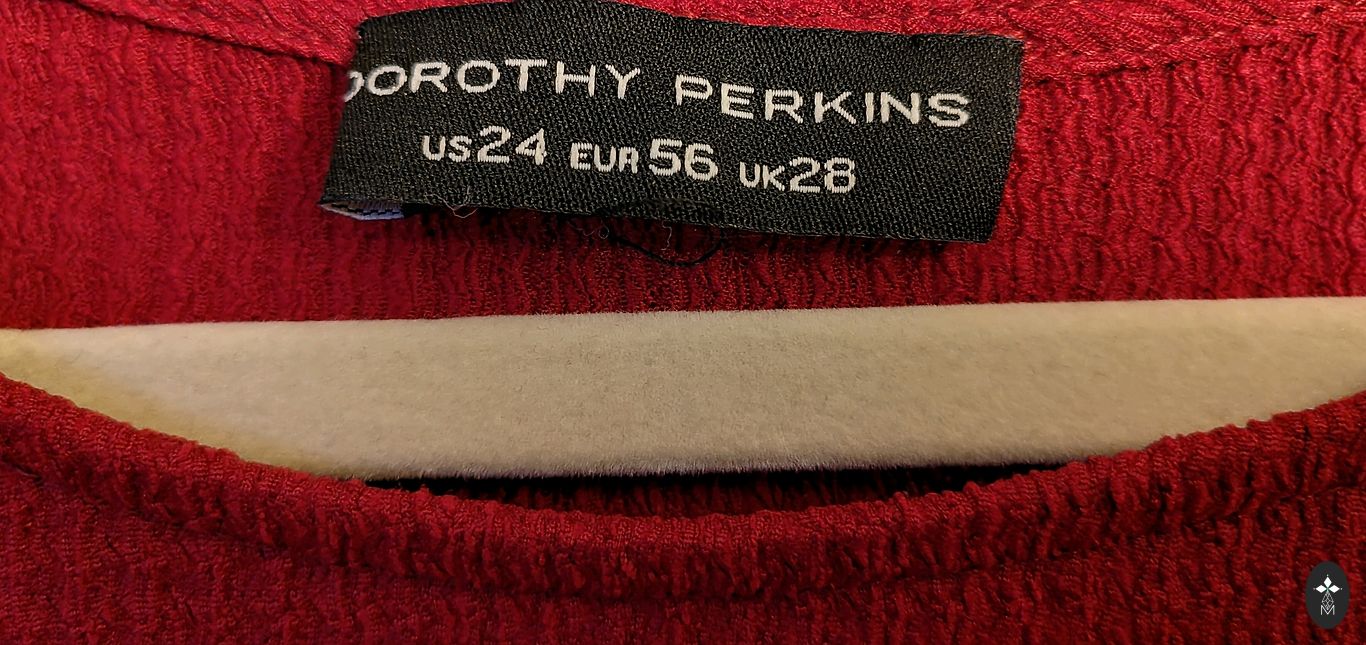 DOROTHY PERKINS
US24 EUR56 UK28
M